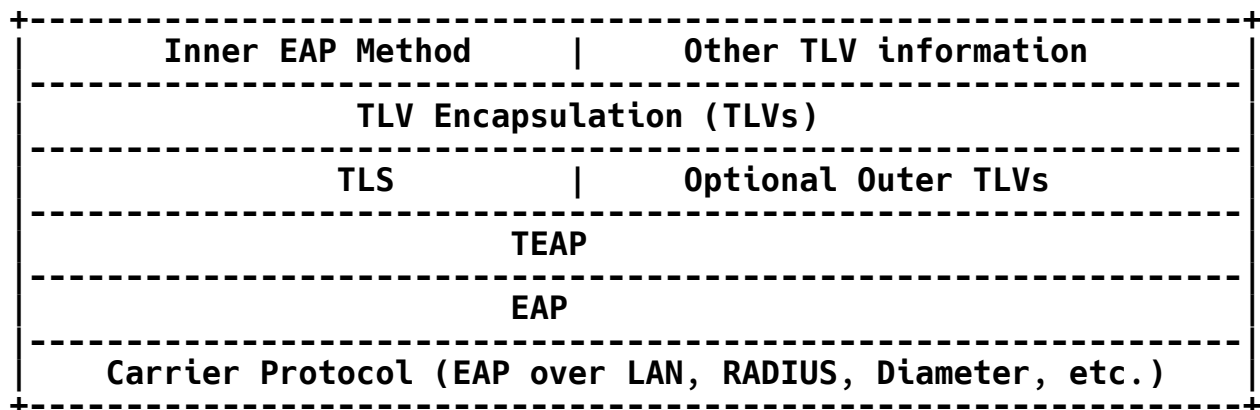 +---------------------------------------------------------------+
|       Inner EAP Method     |     Other TLV information        |
|---------------------------------------------------------------|
|                 TLV Encapsulation (TLVs)                      |
|---------------------------------------------------------------|
|                TLS         |     Optional Outer TLVs          |
|---------------------------------------------------------------|
|                         TEAP                                  |
|---------------------------------------------------------------|
|                         EAP                                   |
|---------------------------------------------------------------|
|    Carrier Protocol (EAP over LAN, RADIUS, Diameter, etc.)    |
+---------------------------------------------------------------+